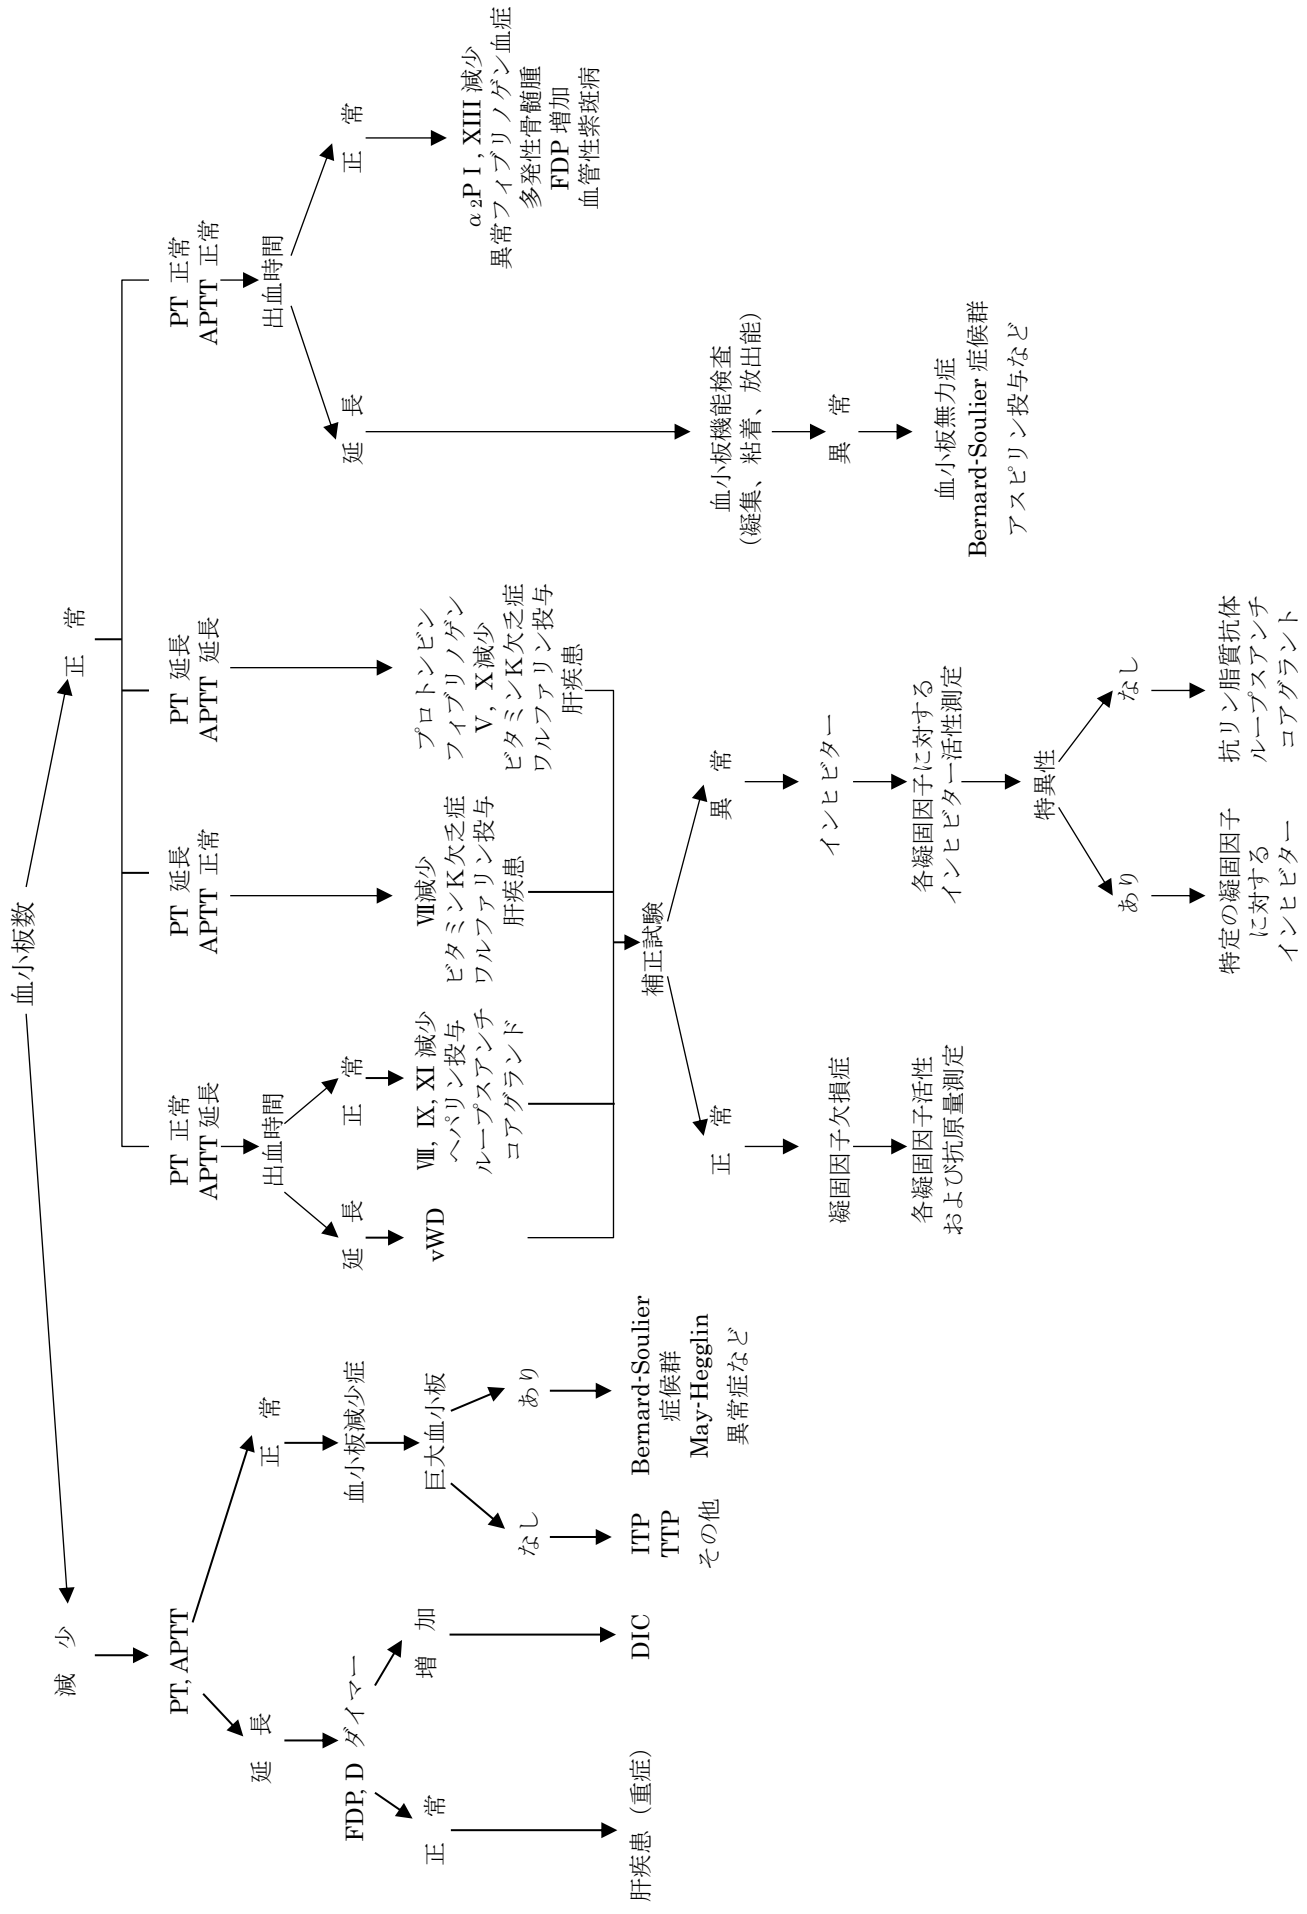 血小板数
減 少
正 常
PT, APTT
延 長
正 常
FDP, D ダイマー
正 常
増 加
肝疾患（重症）
DIC
血小板減少症
巨大血小板
なし
あり
ITP
TTP
その他
Bernard-Soulier
症候群
May-Hegglin
異常症など
PT 正常
APTT 延長
出血時間
延 長
正 常
vWD
Ⅷ, IX, XI 減少
ヘパリン投与
ループスアンチ
コアグランド
PT 延長
APTT 正常
Ⅶ減少
ビタミンK欠乏症
ワルファリン投与
肝疾患
PT 延長
APTT 延長
プロトンビン
フィブリノゲン
V, X減少
ビタミンK欠乏症
ワルファリン投与
肝疾患
補正試験
正 常
異 常
凝固因子欠損症
各凝固因子活性
および抗原量測定
インヒビター
各凝固因子に対する
インヒビター活性測定
特異性
あり
なし
特定の凝固因子
に対する
インヒビター
抗リン脂質抗体
ループスアンチ
コアグラント
PT 正常
APTT 正常
出血時間
延 長
正 常
血小板機能検査
(凝集、粘着、放出能)
異 常
血小板無力症
Bernard-Soulier 症候群
アスピリン投与など
α₂P I , XIII 減少
異常フィブリノゲン血症
多発性骨髄腫
FDP 増加
血管性紫斑病